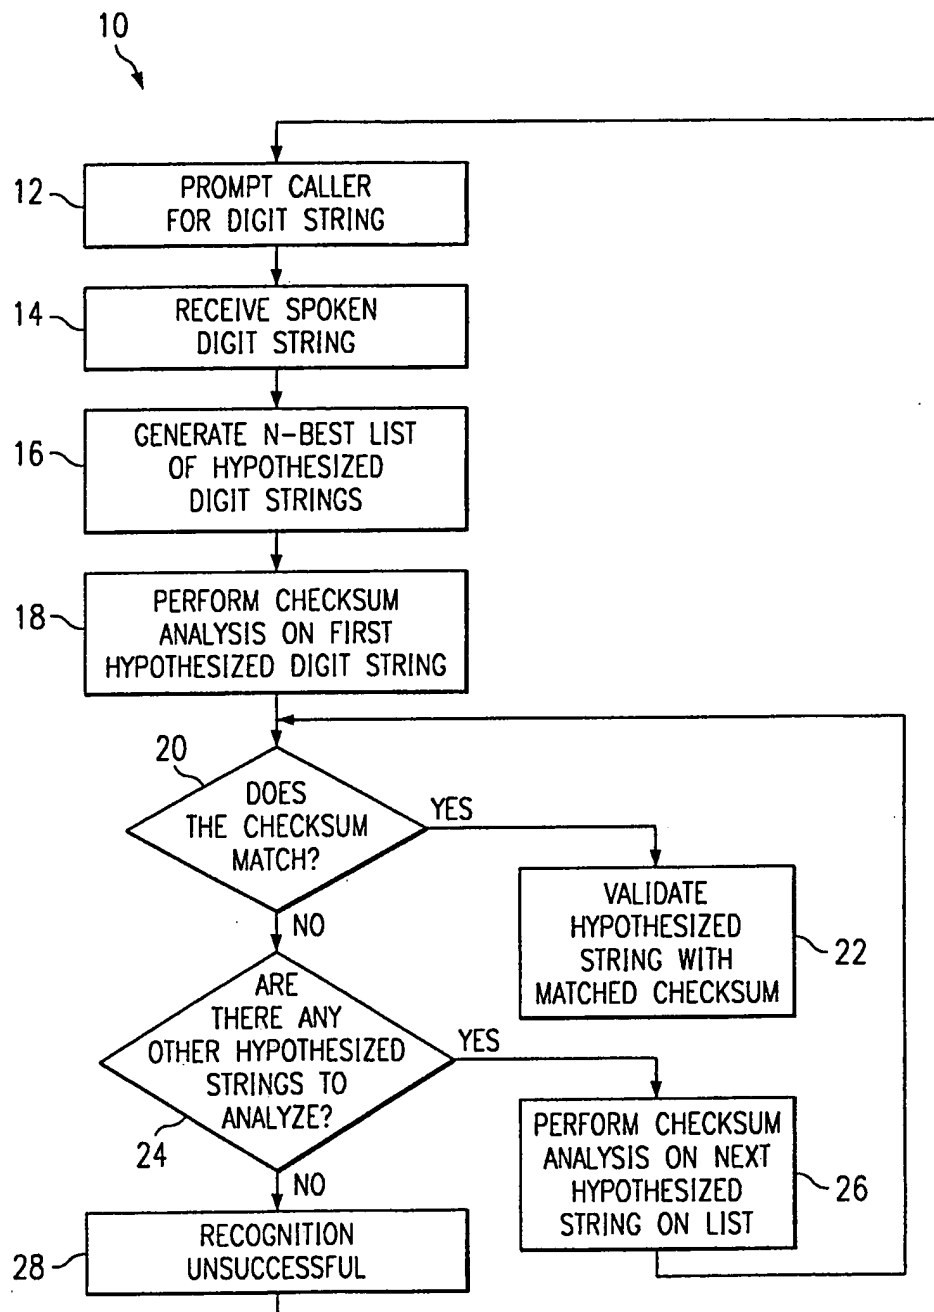 10
12
PROMPT CALLER
FOR DIGIT STRING
14
RECEIVE SPOKEN
DIGIT STRING
16
GENERATE N-BEST LIST
OF HYPOTHESIZED
DIGIT STRINGS
18
PERFORM CHECKSUM
ANALYSIS ON FIRST
HYPOTHESIZED DIGIT STRING
20
DOES
THE CHECKSUM
MATCH?
YES
NO
VALIDATE
HYPOTHESIZED
STRING WITH
MATCHED CHECKSUM
22
ARE
THERE ANY
OTHER HYPOTHESIZED
STRINGS TO
ANALYZE?
24
YES
NO
PERFORM CHECKSUM
ANALYSIS ON NEXT
HYPOTHESIZED
STRING ON LIST
26
28
RECOGNITION
UNSUCCESSFUL